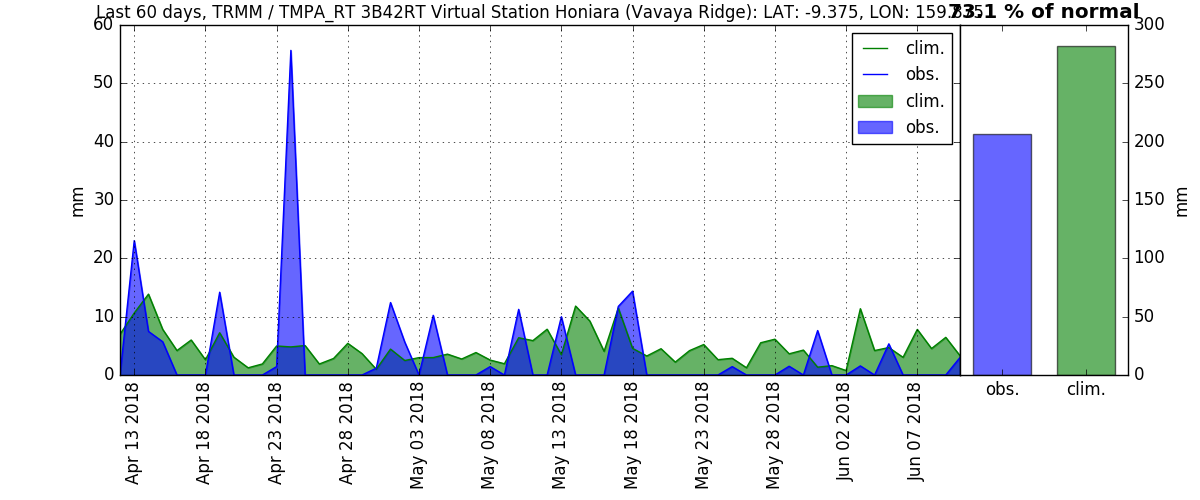 Last 60 days, TRMM / TMPA_RT 3B42RT Virtual Station Honiara (Vavaya Ridge): LAT: -9.375, LON:
73.1 % of normal
60
50
40
30
20
10
0
mm
clim.
obs.
clim.
obs.
300
250
200
150
100
50
0
mm
obs.
clim.
Apr 13 2018
Apr 18 2018
Apr 23 2018
Apr 28 2018
May 03 2018
May 08 2018
May 13 2018
May 18 2018
May 23 2018
May 28 2018
Jun 02 2018
Jun 07 2018